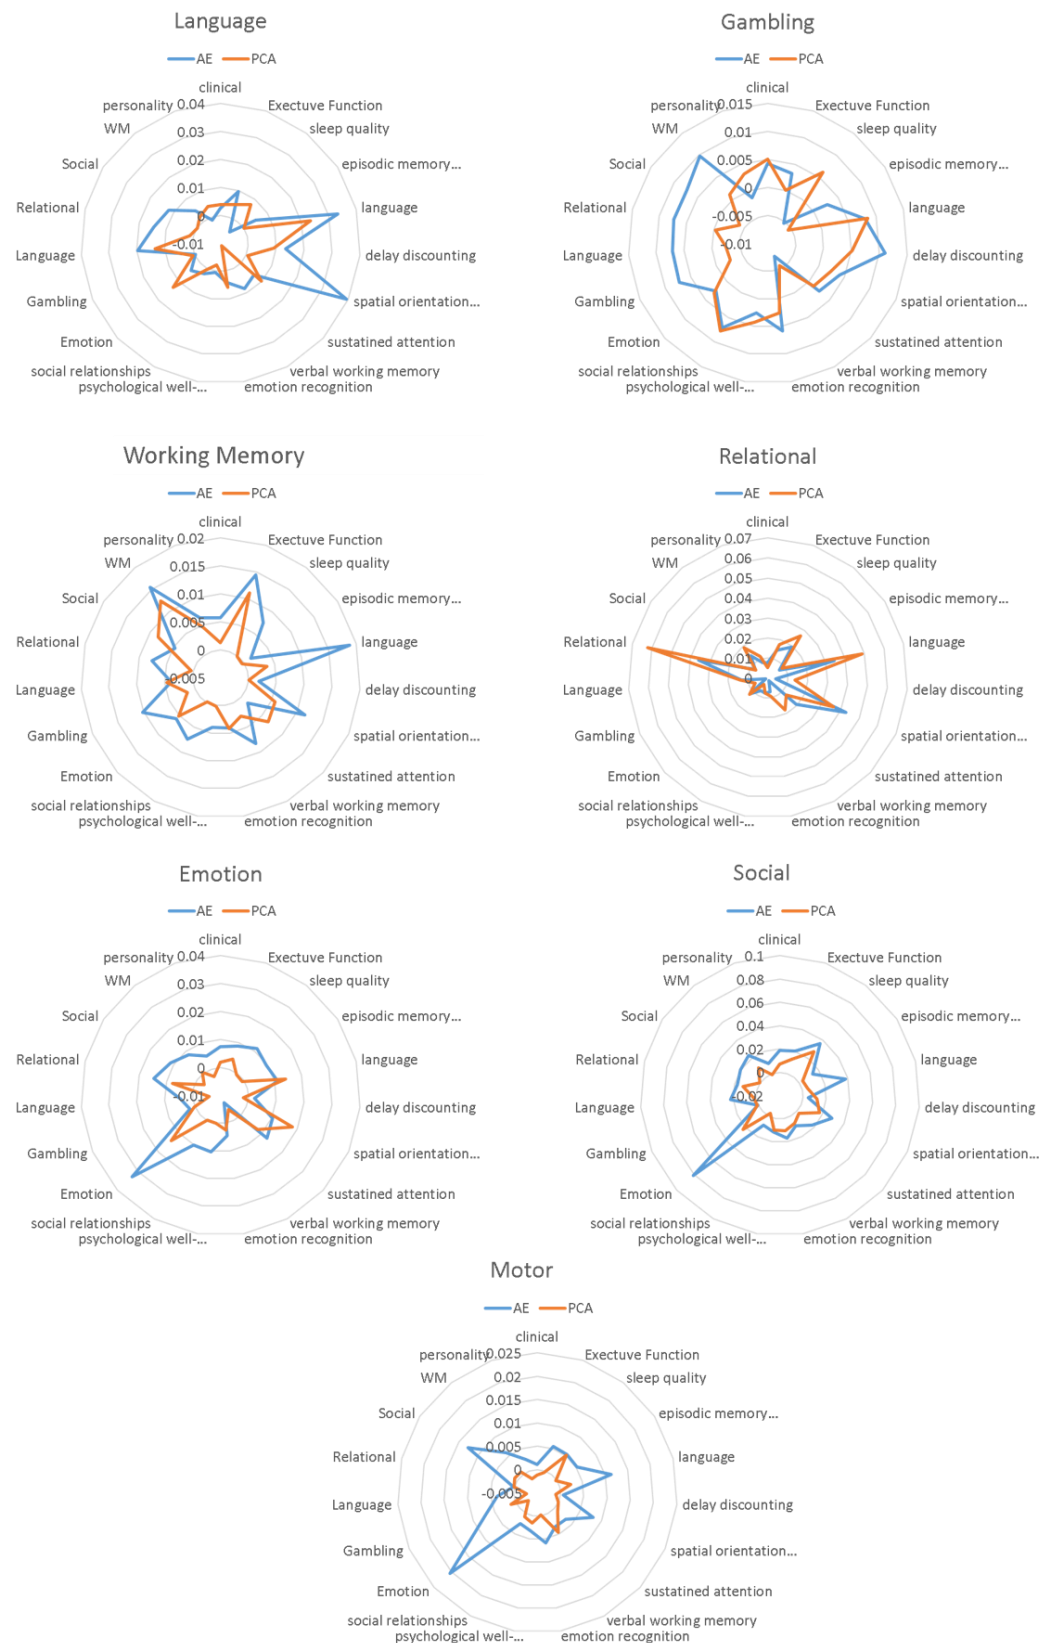 Language
AE PCA
clinical
Exectuve Function
sleep quality
episodic memory...
language
delay discounting
spatial orientation...
sustatined attention
verbal working memory
emotion recognition
psychological well-...
social relationships
Emotion
Gambling
Language
Relational
Social
WM
personality
0.04
0.03
0.02
0.01
0
-0.01
Gambling
AE PCA
clinical
Exectuve Function
sleep quality
episodic memory...
language
delay discounting
spatial orientation...
sustatined attention
verbal working memory
emotion recognition
psychological well-...
social relationships
Emotion
Gambling
Language
Relational
Social
WM
personality
0.015
0.01
0.005
0
-0.005
-0.01
Working Memory
AE PCA
clinical
Exectuve Function
sleep quality
episodic memory...
language
delay discounting
spatial orientation...
sustatined attention
verbal working memory
emotion recognition
psychological well-...
social relationships
Emotion
Gambling
Language
Relational
Social
WM
personality
0.02
0.015
0.01
0.005
0
-0.005
Relational
AE PCA
clinical
Exectuve Function
sleep quality
episodic memory...
language
delay discounting
spatial orientation...
sustatined attention
verbal working memory
emotion recognition
psychological well-...
social relationships
Emotion
Gambling
Language
Relational
Social
WM
personality
0.07
0.06
0.05
0.04
0.03
0.02
0.01
0
Emotion
AE PCA
clinical
Exectuve Function
sleep quality
episodic memory...
language
delay discounting
spatial orientation...
sustatined attention
verbal working memory
emotion recognition
psychological well-...
social relationships
Emotion
Gambling
Language
Relational
Social
WM
personality
0.04
0.03
0.02
0.01
0
-0.01
Social
AE PCA
clinical
Exectuve Function
sleep quality
episodic memory...
language
delay discounting
spatial orientation...
sustatined attention
verbal working memory
emotion recognition
psychological well-...
social relationships
Emotion
Gambling
Language
Relational
Social
WM
personality
0.1
0.08
0.06
0.04
0.02
0
-0.02
Motor
AE PCA
clinical
Exectuve Function
sleep quality
episodic memory...
language
delay discounting
spatial orientation...
sustatined attention
verbal working memory
emotion recognition
psychological well-...
social relationships
Emotion
Gambling
Language
Relational
Social
WM
personality
0.025
0.02
0.015
0.01
0.005
0
-0.005